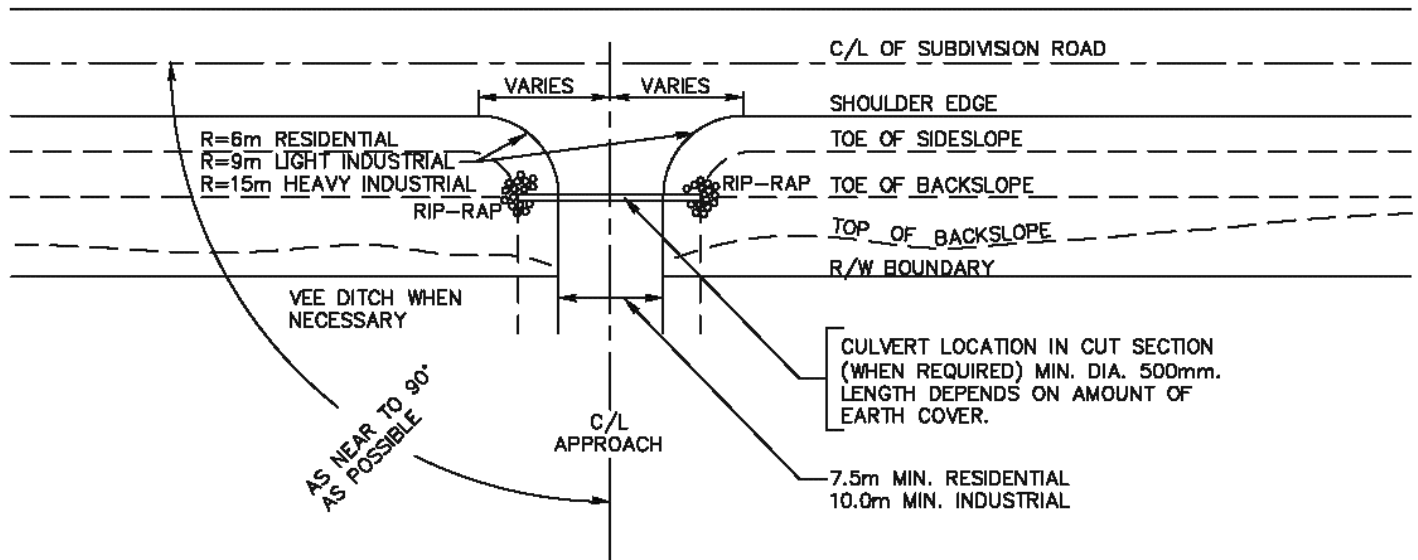 C/L OF SUBDIVISION ROAD
VARIES
VARIES
SHOULDER EDGE
R=6m RESIDENTIAL
R=9m LIGHT INDUSTRIAL
R=15m HEAVY INDUSTRIAL
TOE OF SIDESLOPE
RIP-RAP
RIP-RAP
TOE OF BACKSLOPE
TOP OF BACKSLOPE
R/W BOUNDARY
VEE DITCH WHEN
NECESSARY
CULVERT LOCATION IN CUT SECTION
(WHEN REQUIRED) MIN. DIA. 500mm.
LENGTH DEPENDS ON AMOUNT OF
EARTH COVER.
AS NEAR TO 90°
AS POSSIBLE
C/L
APPROACH
7.5m MIN. RESIDENTIAL
10.0m MIN. INDUSTRIAL